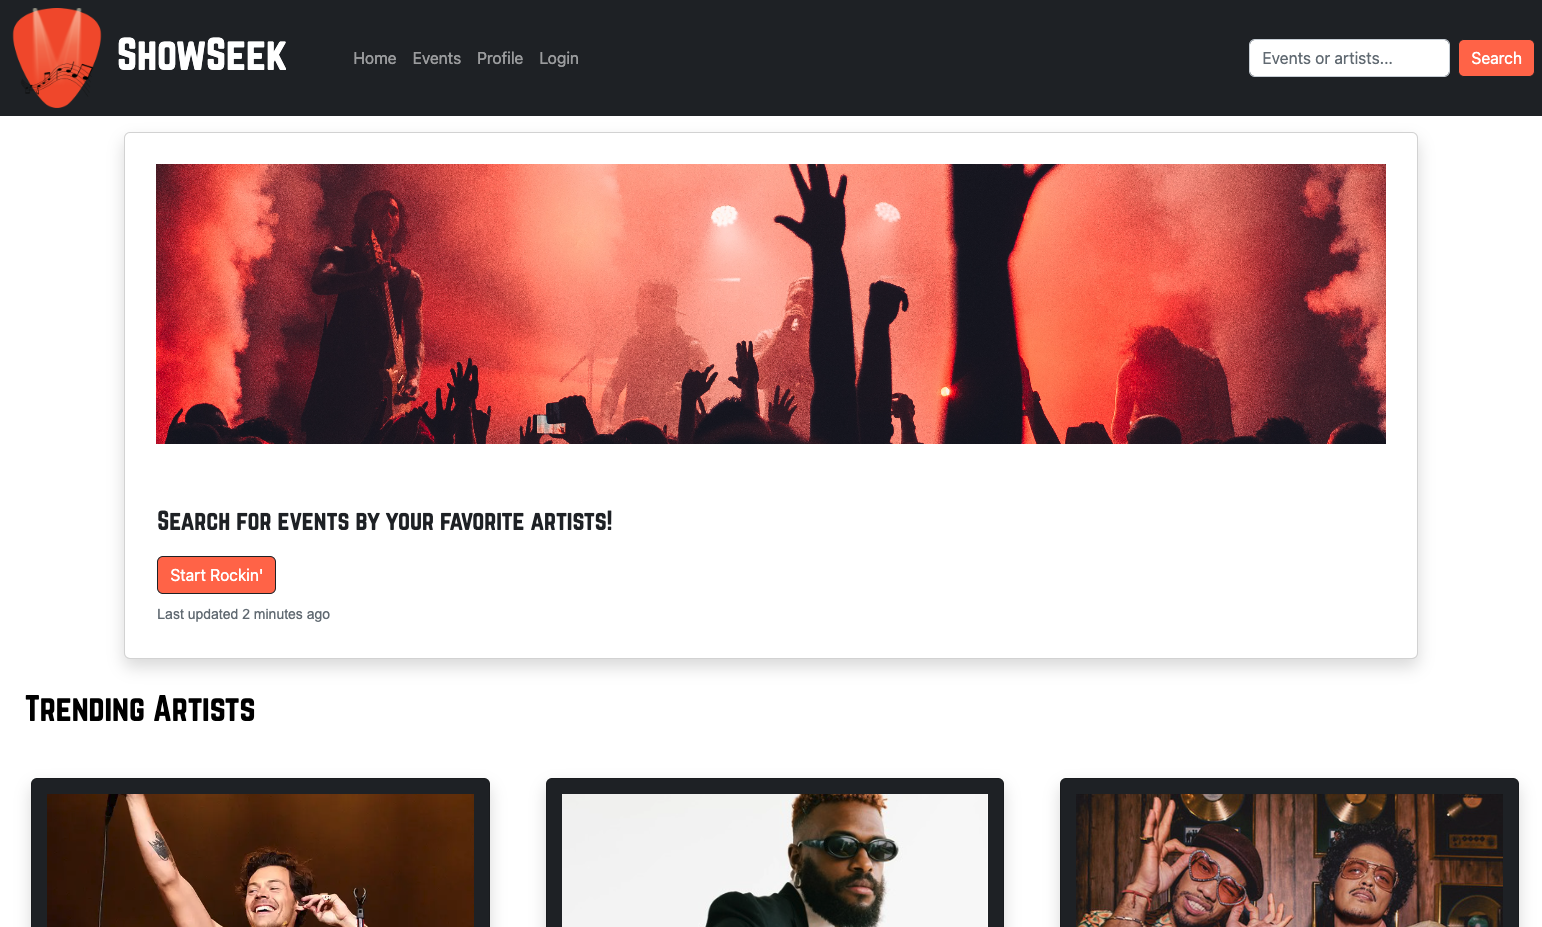 ShowSeek
Home Events Profile Login
Events or artists...
Search
Search for events by your favorite artists!
Start Rockin'
Last updated 2 minutes ago
Trending Artists